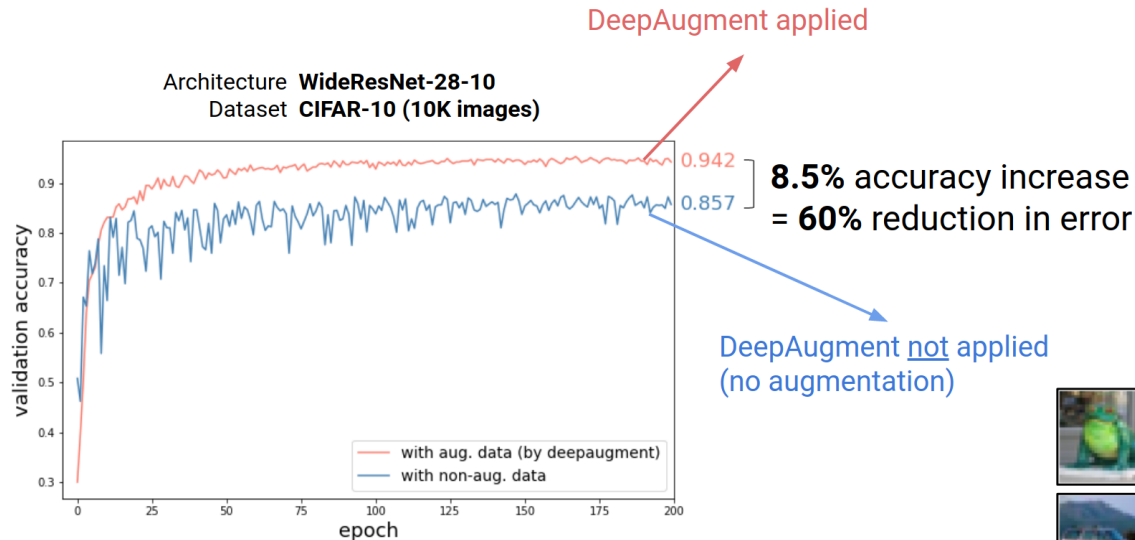 DeepAugment applied
Architecture WideResNet-28-10
Dataset CIFAR-10 (10K images)
0.942
0.857
8.5% accuracy increase
= 60% reduction in error
DeepAugment not applied
(no augmentation)
validation accuracy
0.9
0.8
0.7
0.6
0.5
0.4
0.3
with aug. data (by deepaugment)
with non-aug. data
0 25 50 75 100 125 150 175 200
epoch